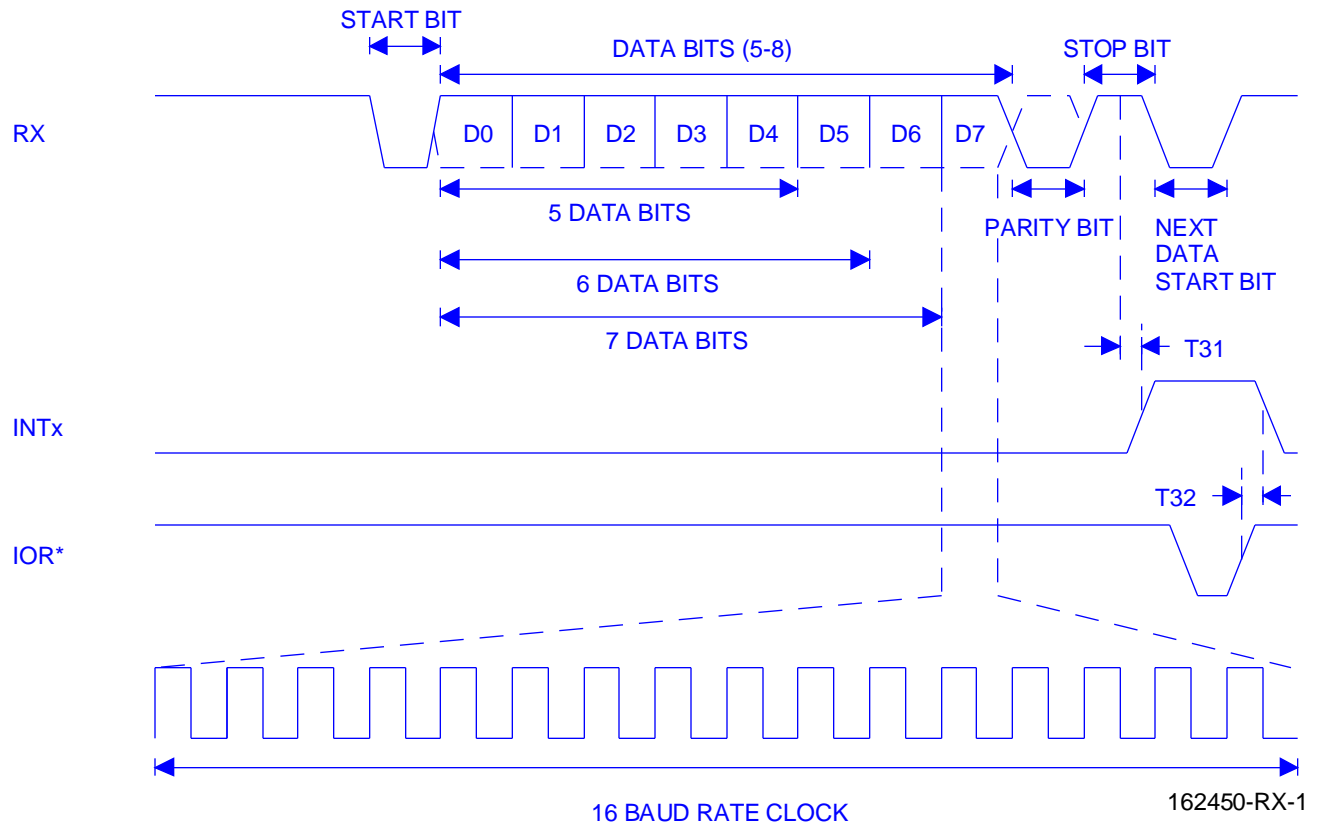 START BIT
DATA BITS (5-8)
STOP BIT
RX
D0 D1 D2 D3 D4 D5 D6 D7
5 DATA BITS
PARITY BIT
NEXT
DATA
START BIT
6 DATA BITS
7 DATA BITS
T31
INTx
T32
IOR*
16 BAUD RATE CLOCK
162450-RX-1